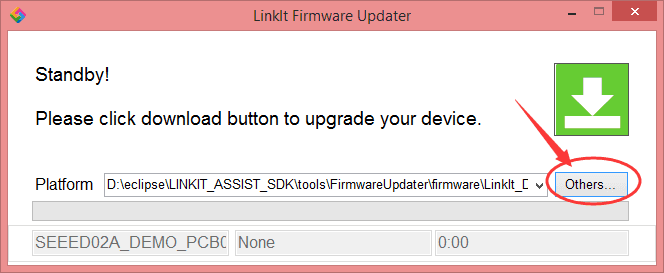 LinkIt Firmware Updater
Standby!
Please click download button to upgrade your device.
Platform D:\eclipse\LINKIT_ASSIST_SDK\tools\FirmwareUpdater\firmware\LinkIt_D Others...
SEEED02A_DEMO_PCB0 None 0:00